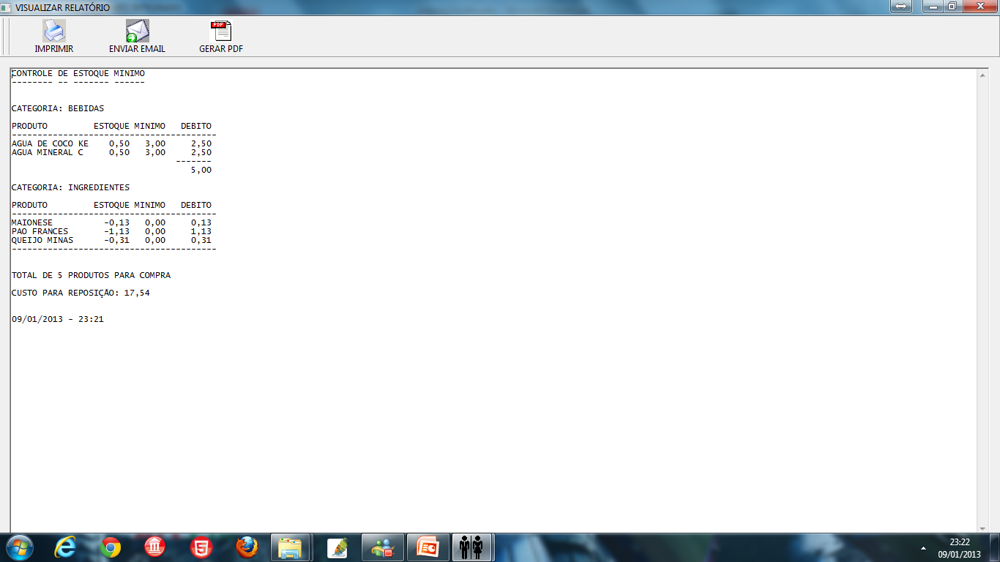 VISUALIZAR RELATÓRIO
IMPRIMIR ENVIAR EMAIL GERAR PDF
PDF
CONTROLE DE ESTOQUE MINIMO
-------- -- ------- ------
CATEGORIA: BEBIDAS
PRODUTO         ESTOQUE MINIMO   DEBITO
----------------------------------------
AGUA DE COCO KE    0,50   3,00     2,50
AGUA MINERAL C     0,50   3,00     2,50
-------
5,00
CATEGORIA: INGREDIENTES
PRODUTO         ESTOQUE MINIMO   DEBITO
----------------------------------------
MAIONESE          -0,13   0,00     0,13
PAO FRANCES       -1,13   0,00     1,13
QUEIJO MINAS      -0,31   0,00     0,31
----------------------------------------
TOTAL DE 5 PRODUTOS PARA COMPRA
CUSTO PARA REPOSIÇÃO: 17,54
09/01/2013 - 23:21
23:22
09/01/2013